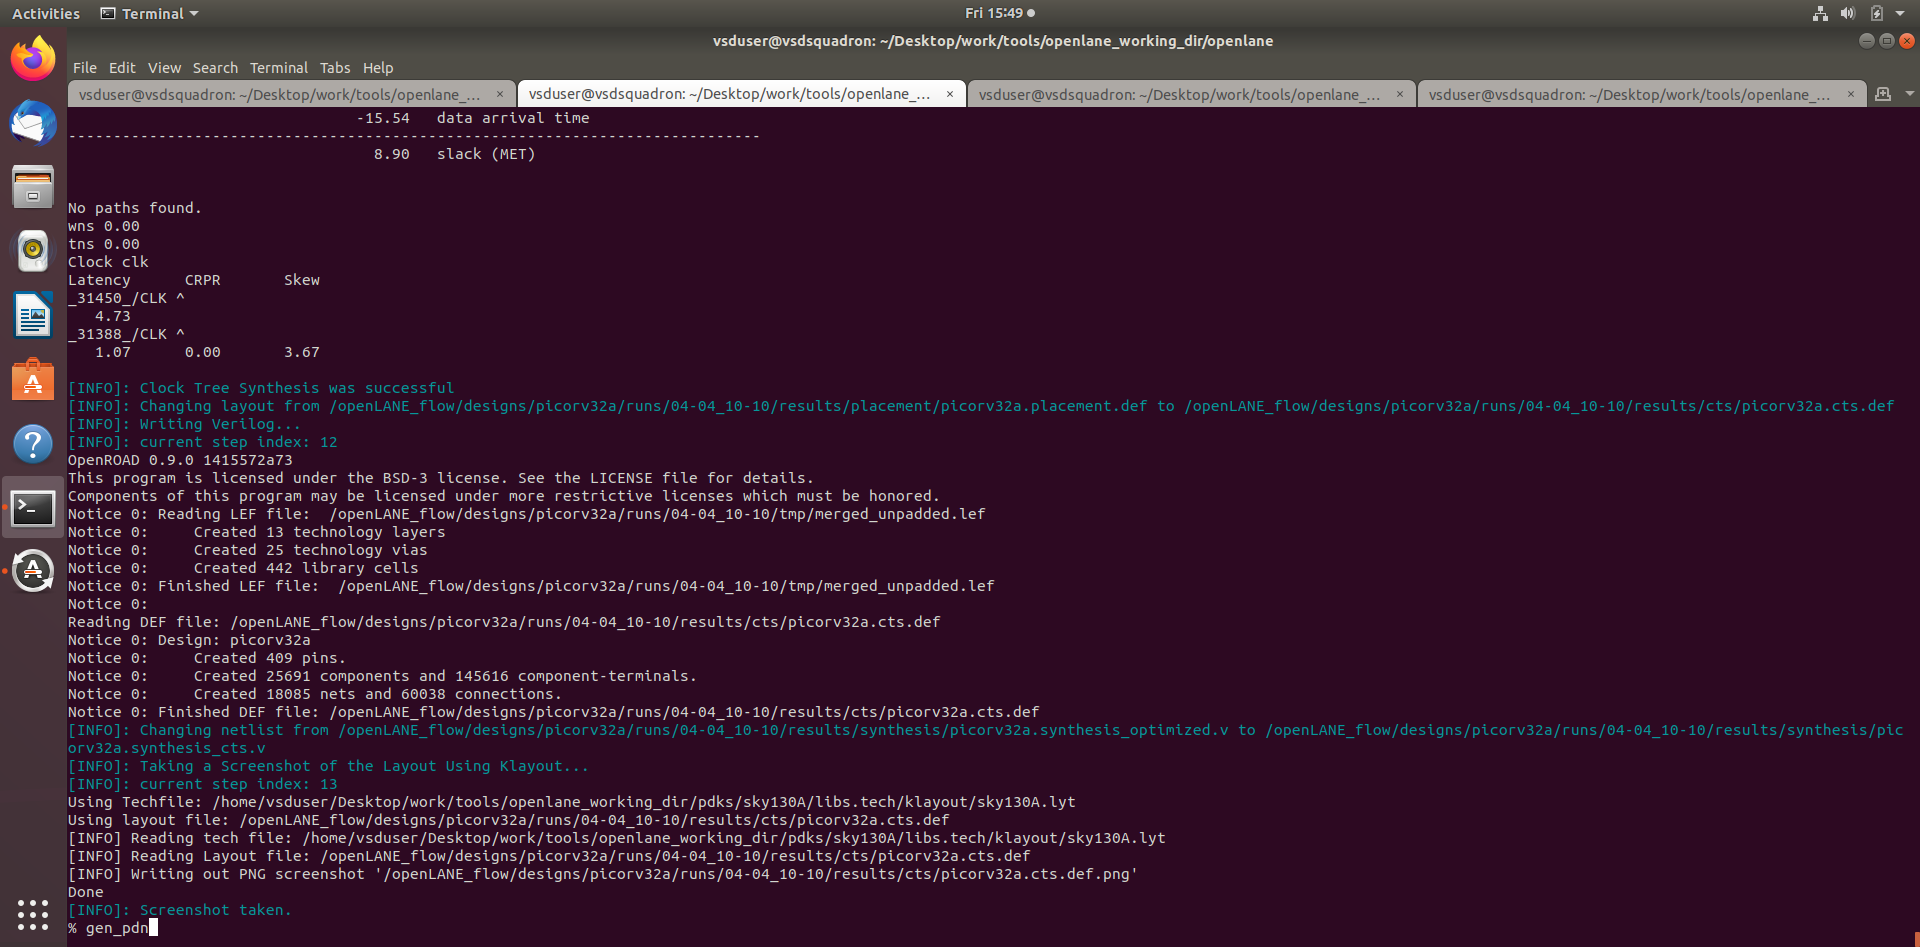 Activities
Terminal
Fri 15:49
vsduser@vsdsquadron: ~/Desktop/work/tools/openlane_working_dir/openlane
File Edit View Search Terminal Tabs Help
vsduser@vsdsquadron: ~/Desktop/work/tools/openlane_... ×
vsduser@vsdsquadron: ~/Desktop/work/tools/openlane_... ×
vsduser@vsdsquadron: ~/Desktop/work/tools/openlane_... ×
vsduser@vsdsquadron: ~/Desktop/work/tools/openlane_... ×
-15.54   data arrival time
-----------------------------------------------------------------------------
8.90   slack (MET)
No paths found.
wns 0.00
tns 0.00
Clock clk
Latency      CRPR       Skew
_31450_/CLK ^
4.73
_31388_/CLK ^
1.07      0.00       3.67
[INFO]: Clock Tree Synthesis was successful
[INFO]: Changing layout from /openLANE_flow/designs/picorv32a/runs/04-04_10-10/results/placement/picorv32a.placement.def to /openLANE_flow/designs/picorv32a/runs/04-04_10-10/results/cts/picorv32a.cts.def
[INFO]: Writing Verilog...
[INFO]: current step index: 12
OpenROAD 0.9.0 1415572a73
This program is licensed under the BSD-3 license. See the LICENSE file for details.
Components of this program may be licensed under more restrictive licenses which must be honored.
Notice 0: Reading LEF file:  /openLANE_flow/designs/picorv32a/runs/04-04_10-10/tmp/merged_unpadded.lef
Notice 0:     Created 13 technology layers
Notice 0:     Created 25 technology vias
Notice 0:     Created 442 library cells
Notice 0: Finished LEF file:  /openLANE_flow/designs/picorv32a/runs/04-04_10-10/tmp/merged_unpadded.lef
Notice 0:
Reading DEF file: /openLANE_flow/designs/picorv32a/runs/04-04_10-10/results/cts/picorv32a.cts.def
Notice 0: Design: picorv32a
Notice 0:     Created 409 pins.
Notice 0:     Created 25691 components and 145616 component-terminals.
Notice 0:     Created 18085 nets and 60038 connections.
Notice 0: Finished DEF file: /openLANE_flow/designs/picorv32a/runs/04-04_10-10/results/cts/picorv32a.cts.def
[INFO]: Changing netlist from /openLANE_flow/designs/picorv32a/runs/04-04_10-10/results/synthesis/picorv32a.synthesis_optimized.v to /openLANE_flow/designs/picorv32a/runs/04-04_10-10/results/synthesis/pic
orv32a.synthesis_cts.v
[INFO]: Taking a Screenshot of the Layout Using Klayout...
[INFO]: current step index: 13
Using Techfile: /home/vsduser/Desktop/work/tools/openlane_working_dir/pdks/sky130A/libs.tech/klayout/sky130A.lyt
Using layout file: /openLANE_flow/designs/picorv32a/runs/04-04_10-10/results/cts/picorv32a.cts.def
[INFO] Reading tech file: /home/vsduser/Desktop/work/tools/openlane_working_dir/pdks/sky130A/libs.tech/klayout/sky130A.lyt
[INFO] Reading Layout file: /openLANE_flow/designs/picorv32a/runs/04-04_10-10/results/cts/picorv32a.cts.def
[INFO] Writing out PNG screenshot '/openLANE_flow/designs/picorv32a/runs/04-04_10-10/results/cts/picorv32a.cts.def.png'
Done
[INFO]: Screenshot taken.
% gen_pdn